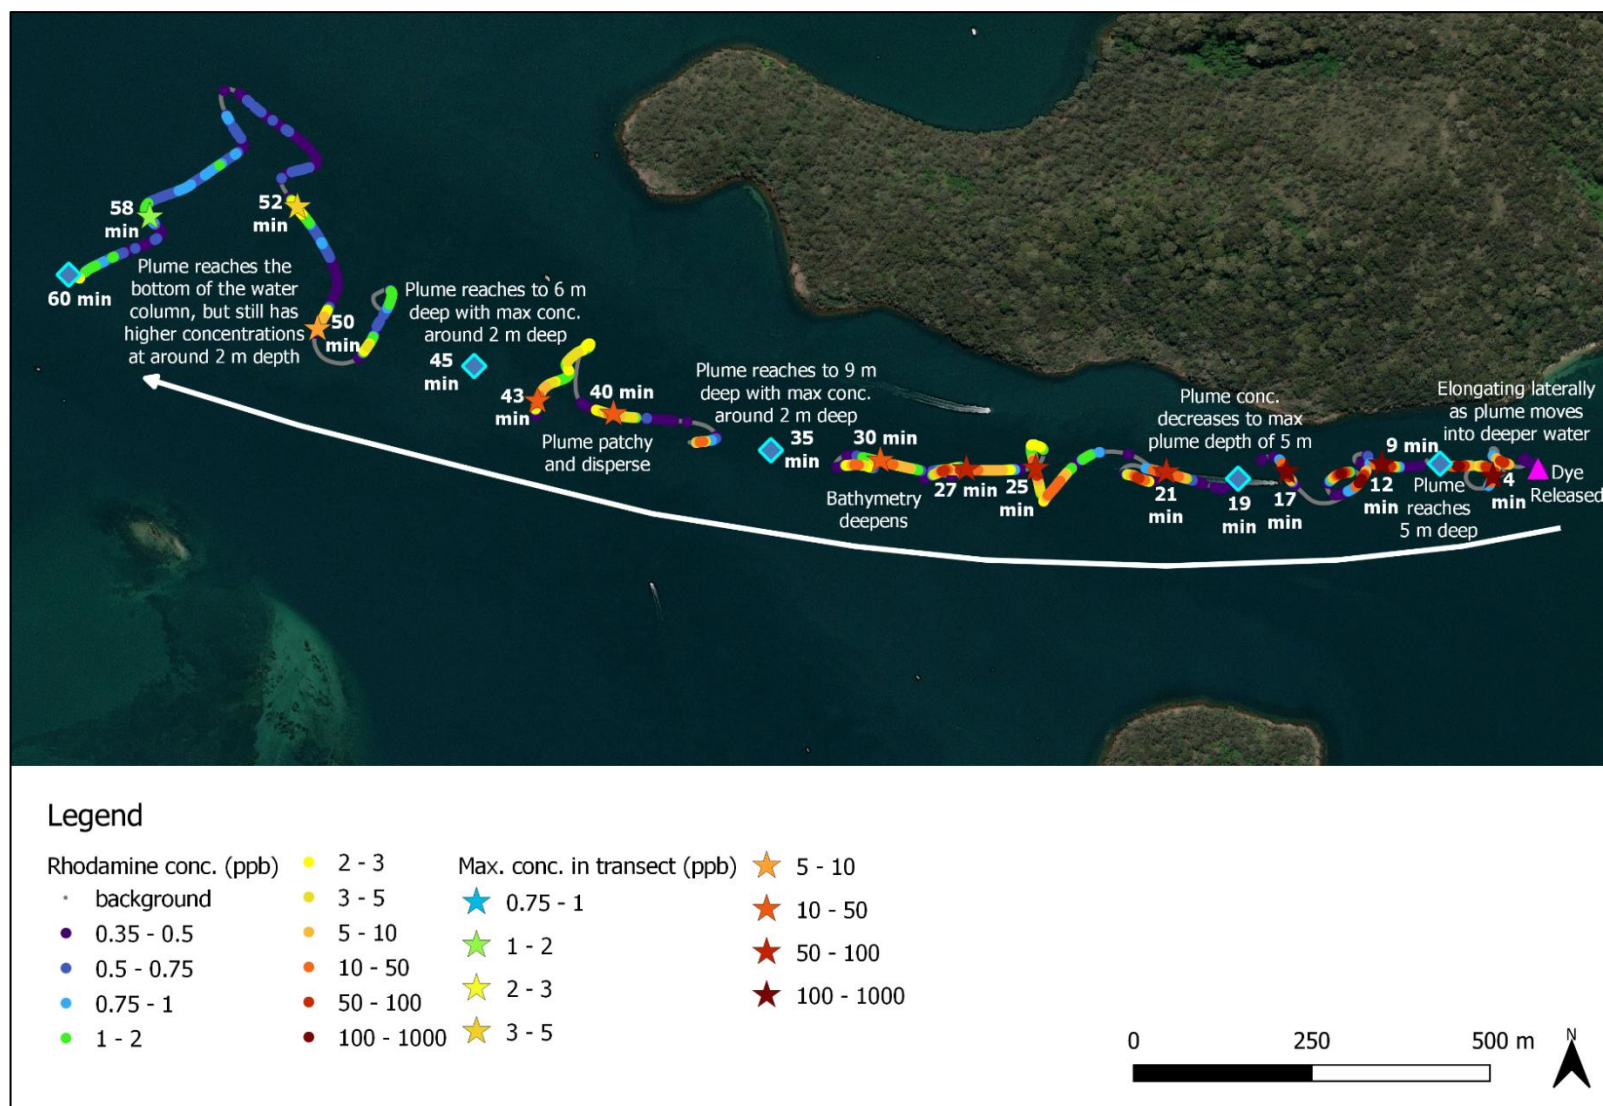 58
min
52
min
60 min
Plume reaches the
bottom of the water
column, but still has
higher concentrations
at around 2 m depth
50
min
Plume reaches to 6 m
deep with max conc.
around 2 m deep
45
min
43
min
40 min
Plume patchy
and disperse
Plume reaches to 9 m
deep with max conc.
around 2 m deep
35
min
30 min
Bathymetry
deepens
27 min
25
min
Plume conc.
decreases to max
plume depth of 5 m
21
min
19
min
17
min
Elongating laterally
as plume moves
into deeper water
9 min
12
min
Plume
reaches
5 m deep
4
min
Dye
Released
Legend
Rhodamine conc. (ppb)
background
0.35 - 0.5
0.5 - 0.75
0.75 - 1
1 - 2
2 - 3
3 - 5
5 - 10
10 - 50
50 - 100
100 - 1000
Max. conc. in transect (ppb)
0.75 - 1
1 - 2
2 - 3
3 - 5
5 - 10
10 - 50
50 - 100
100 - 1000
0 250 500 m
N